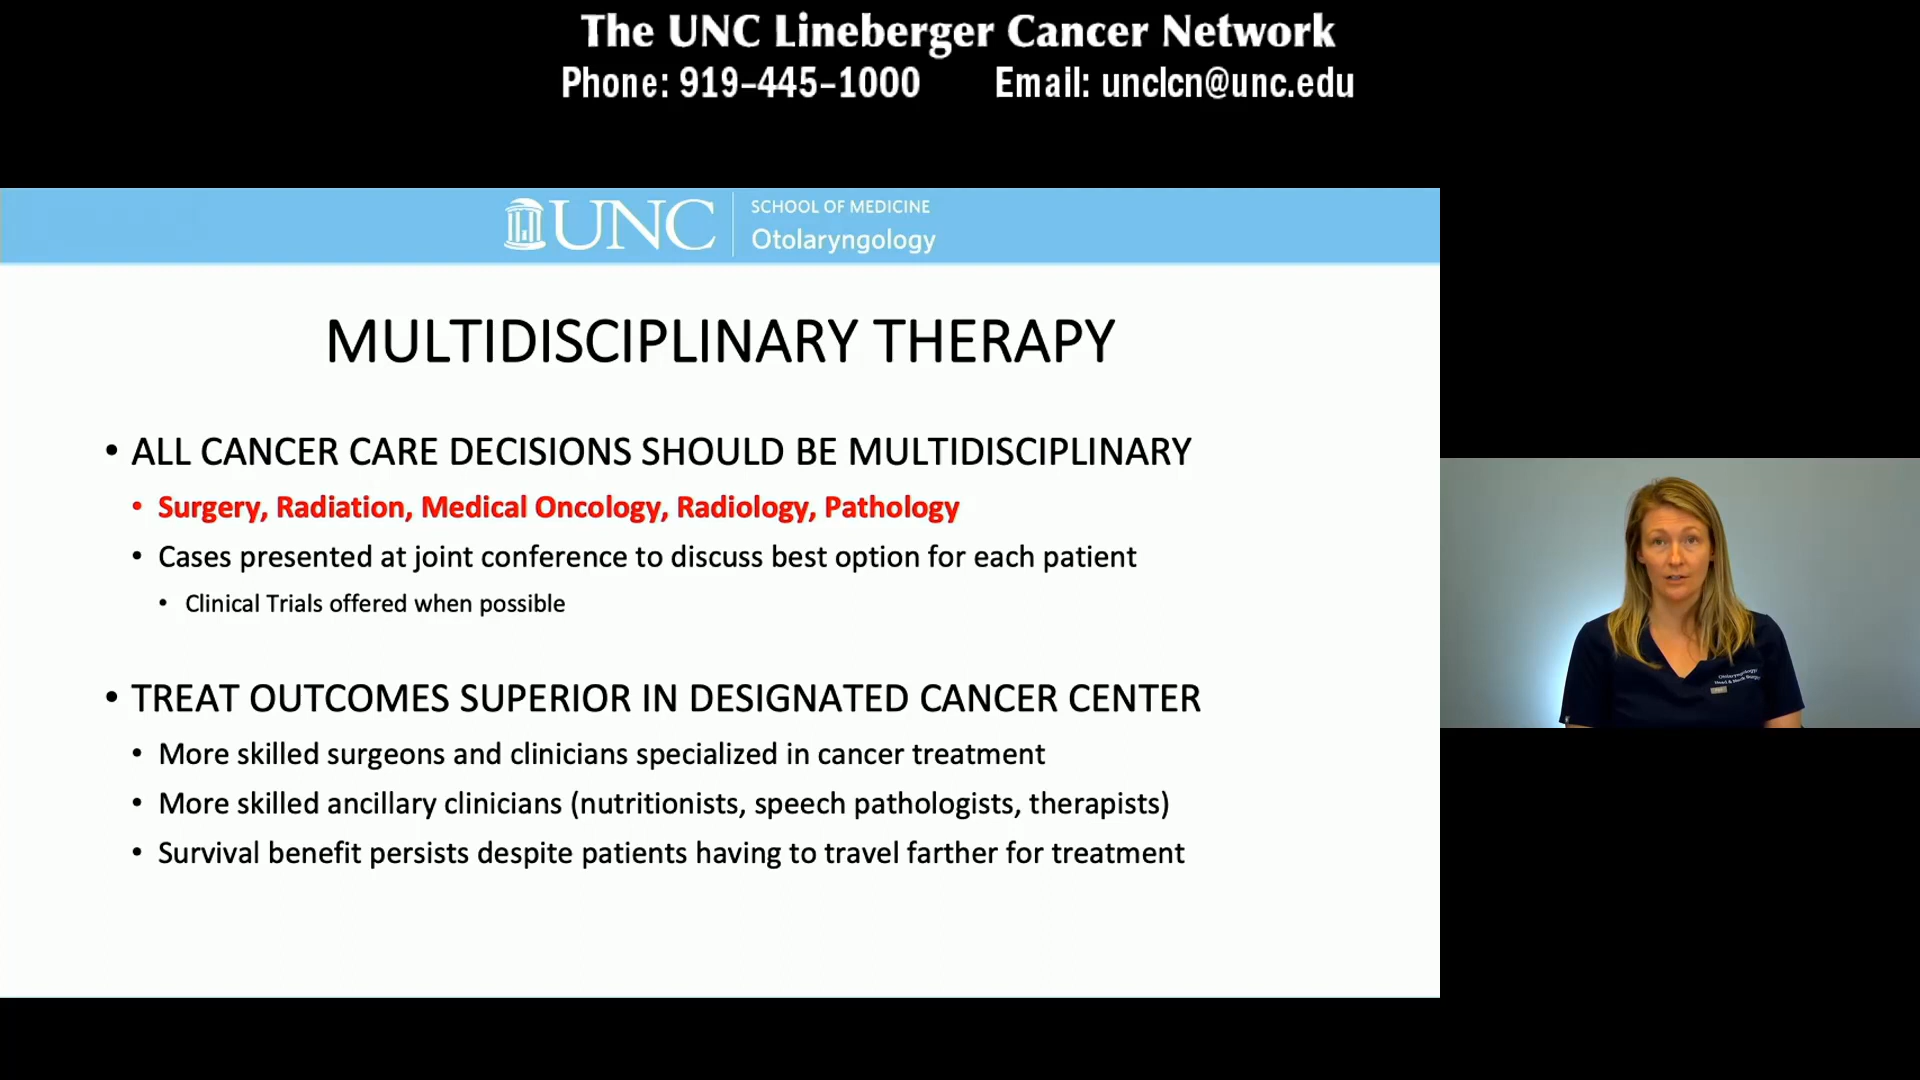 The UNC Lineberger Cancer Network
Phone: 919-445-1000 Email: unclcn@unc.edu
UNC
SCHOOL OF MEDICINE
Otolaryngology
MULTIDISCIPLINARY THERAPY
• ALL CANCER CARE DECISIONS SHOULD BE MULTIDISCIPLINARY
• Surgery, Radiation, Medical Oncology, Radiology, Pathology
• Cases presented at joint conference to discuss best option for each patient
• Clinical Trials offered when possible
• TREAT OUTCOMES SUPERIOR IN DESIGNATED CANCER CENTER
• More skilled surgeons and clinicians specialized in cancer treatment
• More skilled ancillary clinicians (nutritionists, speech pathologists, therapists)
• Survival benefit persists despite patients having to travel farther for treatment
Otolaryngology
Head & Neck Surgery